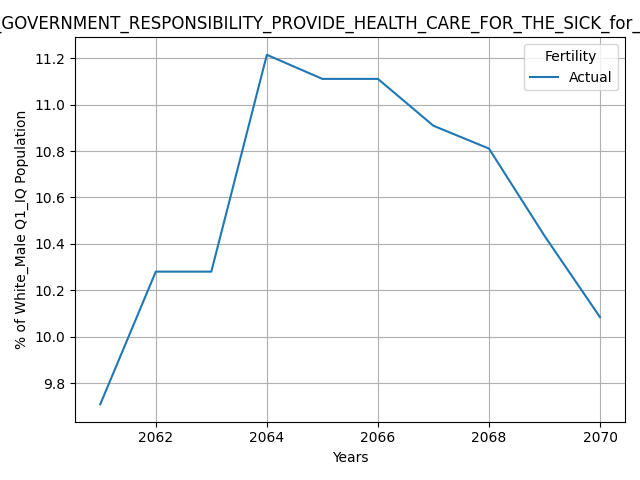 _GOVERNMENT_RESPONSIBILITY_PROVIDE_HEALTH_CARE_FOR_THE_SICK_for_
Fertility
Actual
11.2
11.0
10.8
10.6
10.4
10.2
10.0
9.8
% of White_Male Q1_IQ Population
2062
2064
2066
2068
2070
Years